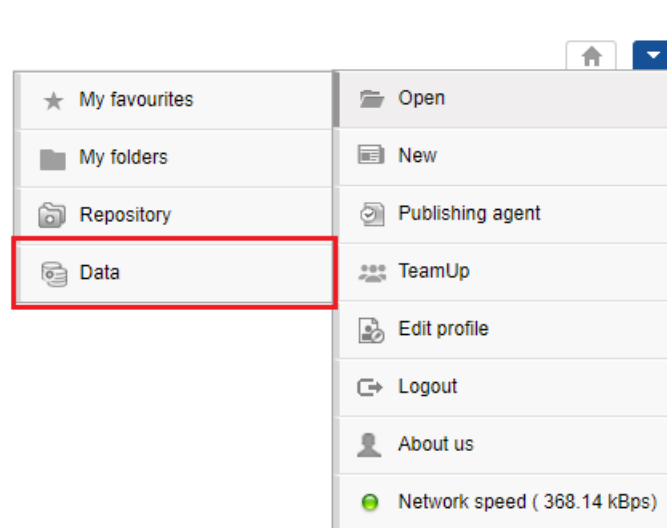 My favourites
My folders
Repository
Data
Open
New
Publishing agent
TeamUp
Edit profile
Logout
About us
Network speed ( 368.14 kBps)